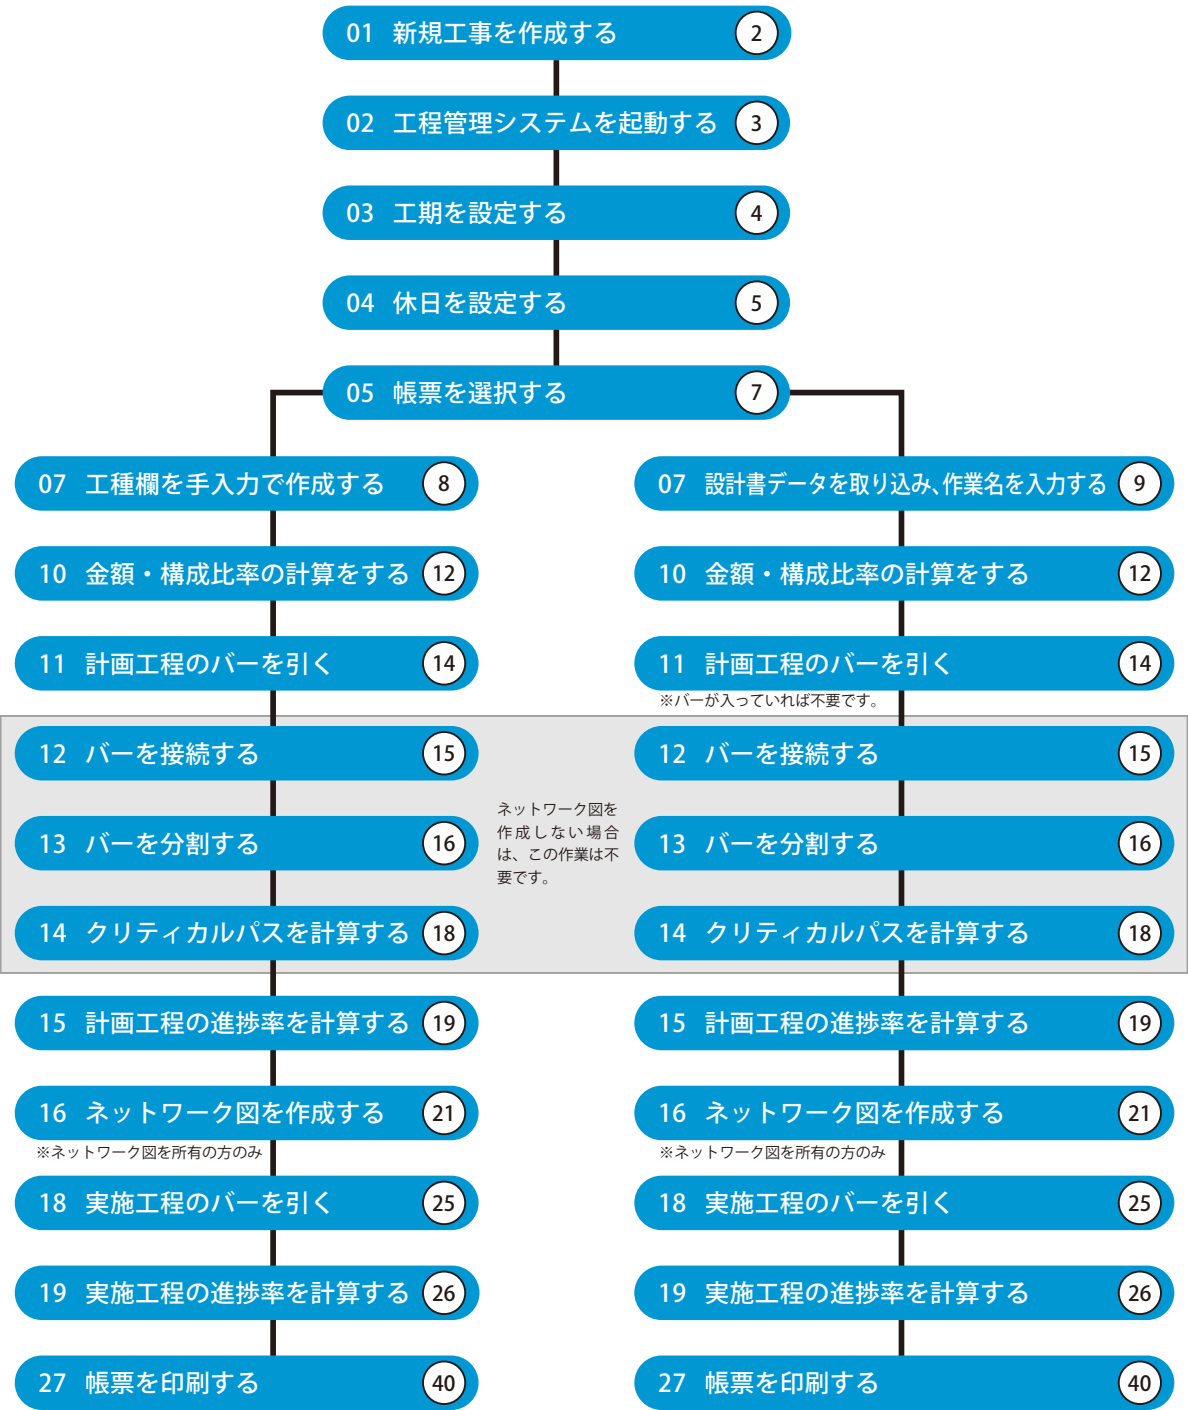 01 新規工事を作成する 2
02 工程管理システムを起動する 3
03 工期を設定する 4
04 休日を設定する 5
05 帳票を選択する 7
07 工種欄を手入力で作成する 8
07 設計書データを取り込み、作業名を入力する 9
10 金額・構成比率の計算をする 12
10 金額・構成比率の計算をする 12
11 計画工程のバーを引く 14
11 計画工程のバーを引く 14
※バーが入っていれば不要です。
12 バーを接続する 15
12 バーを接続する 15
ネットワーク図を
作成しない場合
は、この作業は不
要です。
13 バーを分割する 16
13 バーを分割する 16
14 クリティカルパスを計算する 18
14 クリティカルパスを計算する 18
15 計画工程の進捗率を計算する 19
15 計画工程の進捗率を計算する 19
16 ネットワーク図を作成する 21
16 ネットワーク図を作成する 21
※ネットワーク図を所有の方のみ
※ネットワーク図を所有の方のみ
18 実施工程のバーを引く 25
18 実施工程のバーを引く 25
19 実施工程の進捗率を計算する 26
19 実施工程の進捗率を計算する 26
27 帳票を印刷する 40
27 帳票を印刷する 40